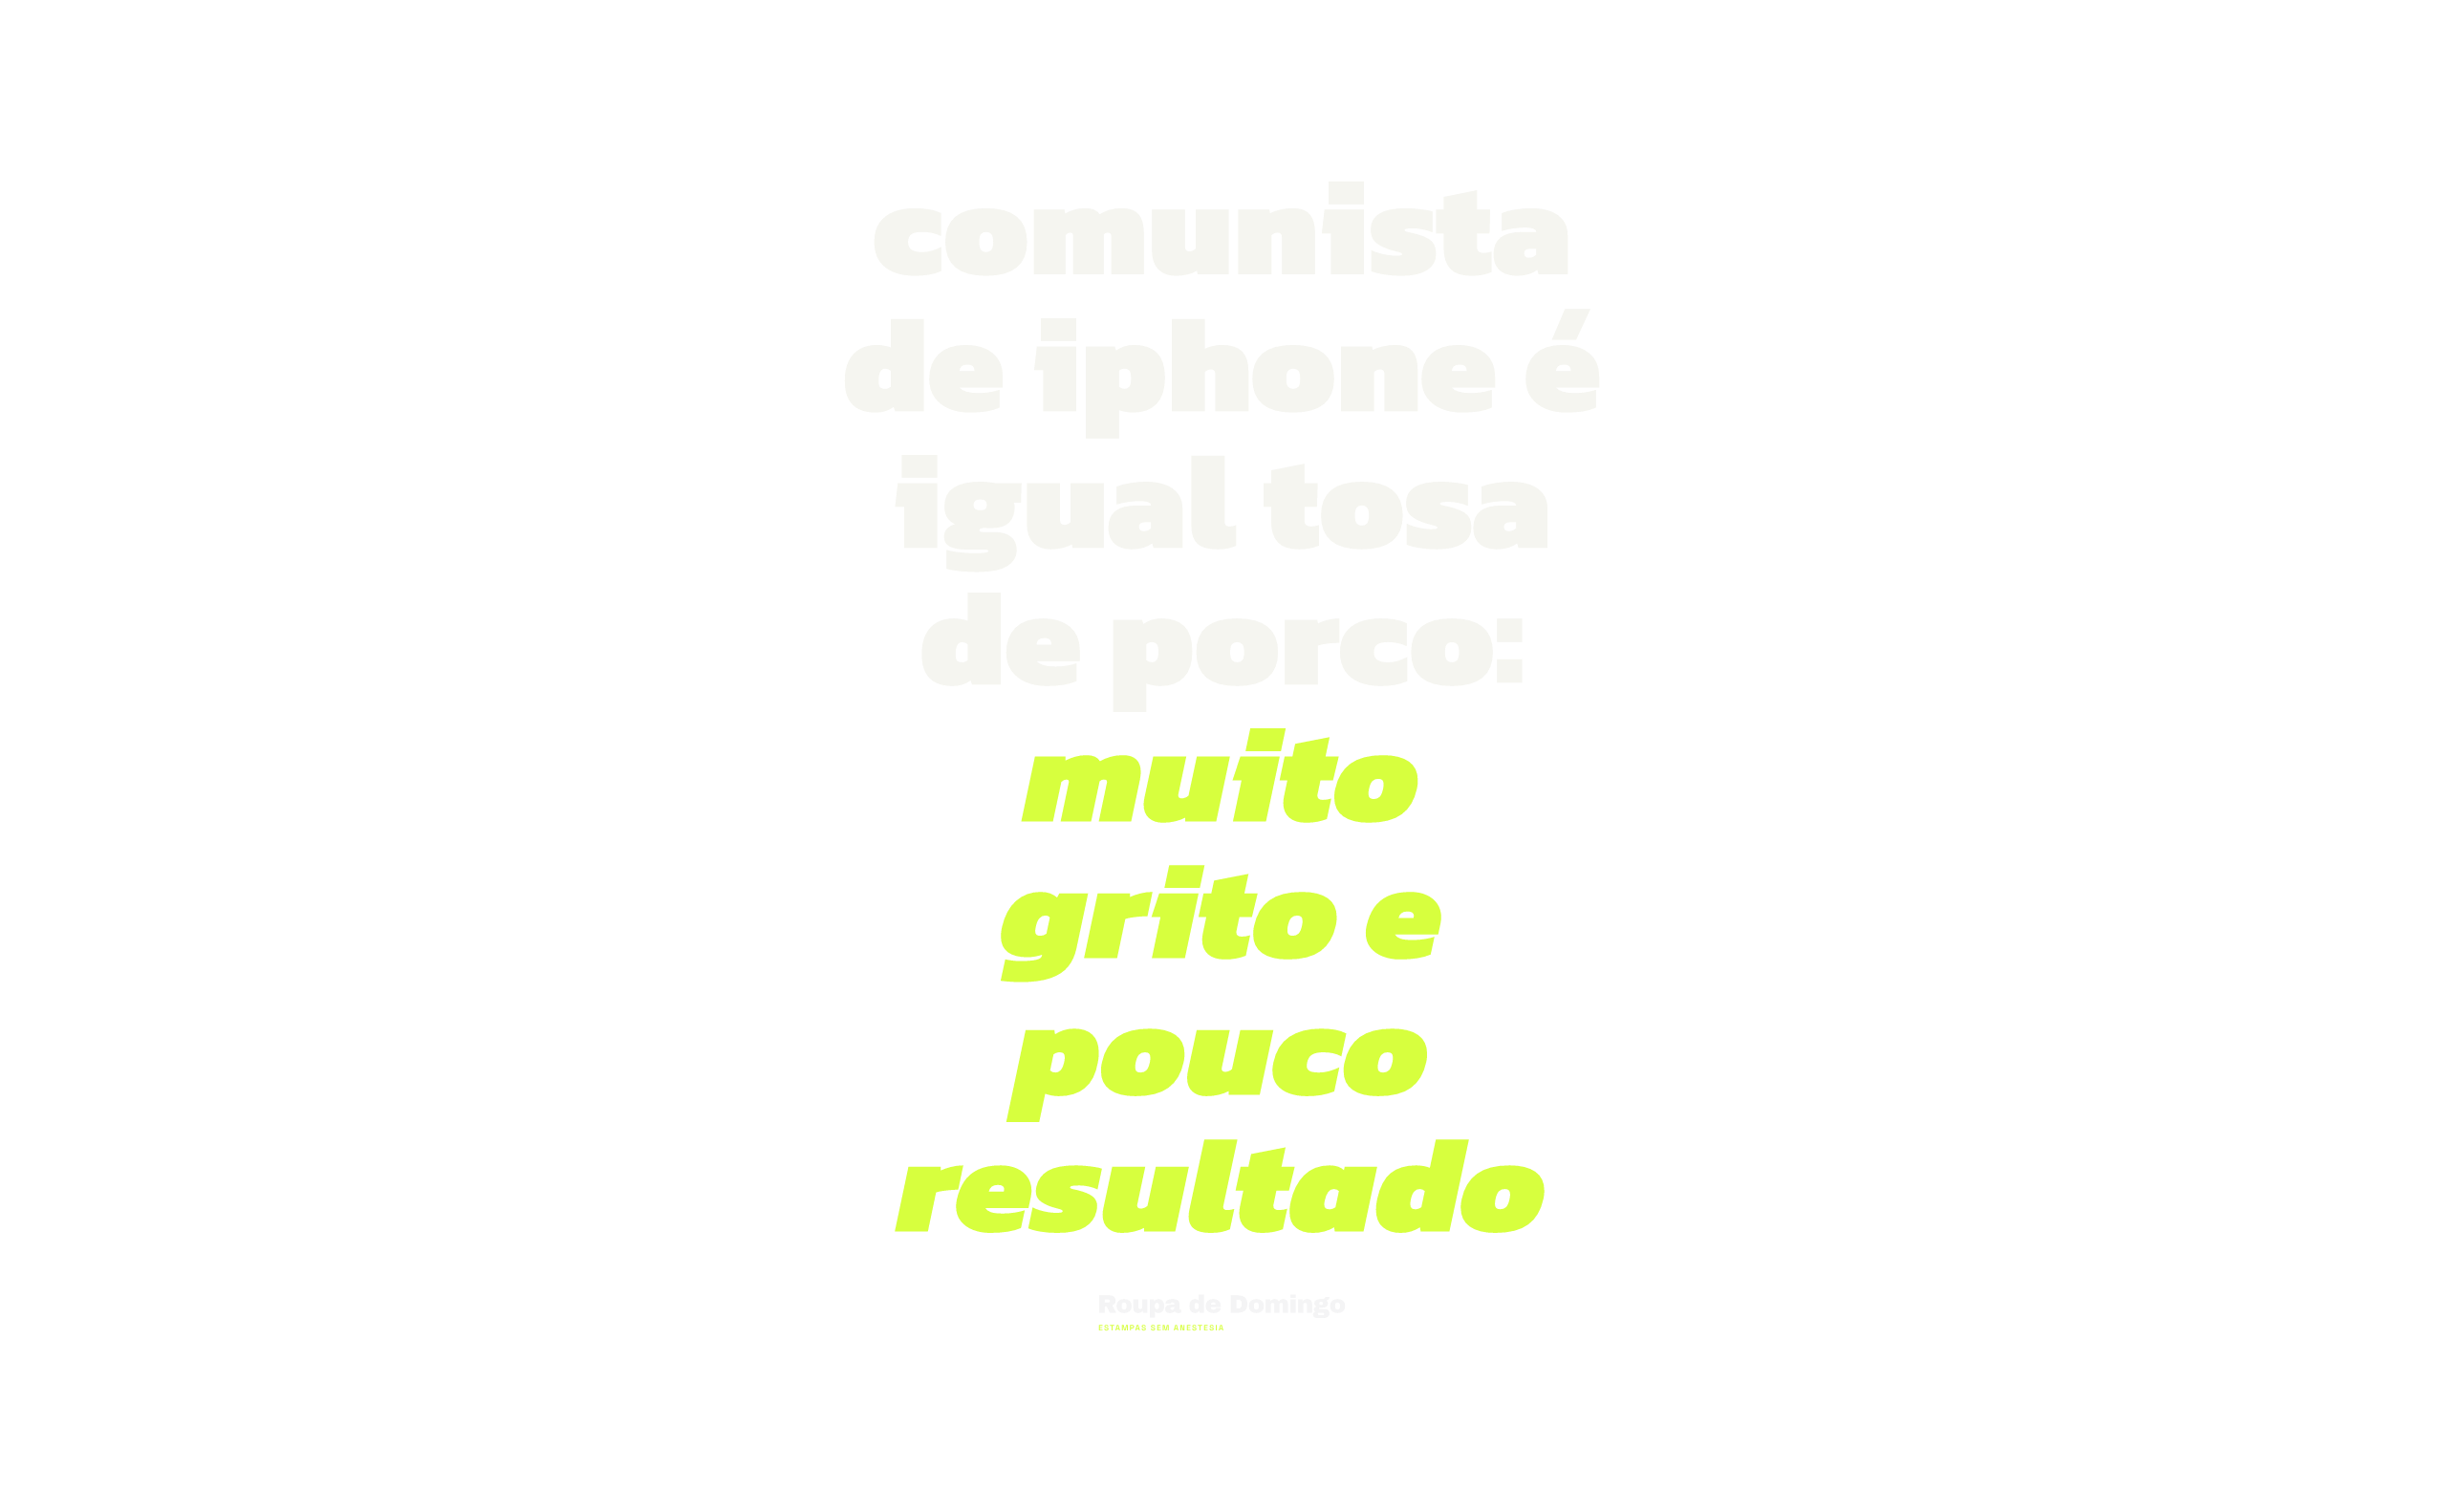 comunista
de iphone é
igual tosa
de porco:
muito
grito e
pouco
resultado
Roupa de Domingo
ESTAMPAS SEM ANESTESIA